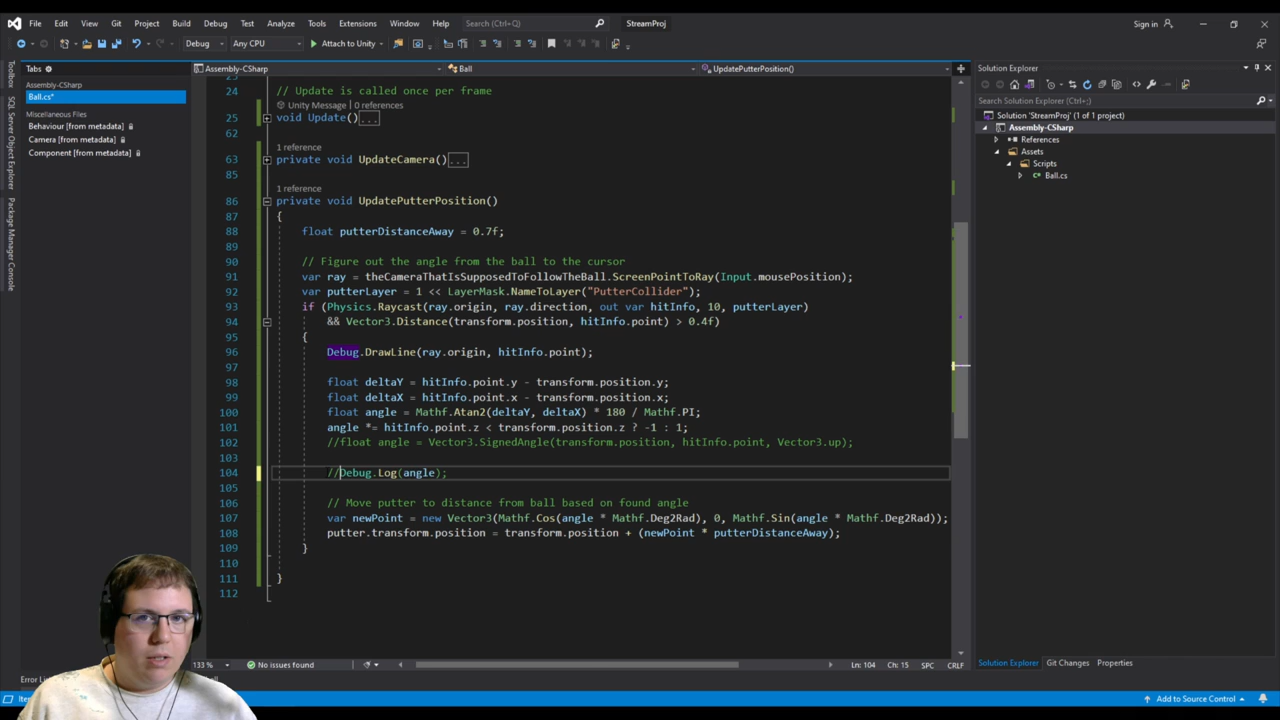 File Edit View Git Project Build Debug Test Analyze Tools Extensions Window Help Search (Ctrl+Q) StreamProj Sign in
Debug Any CPU Attach to Unity
Tabs
Assembly-CSharp
Ball.cs*
Miscellaneous Files
Behaviour [from metadata]
Camera [from metadata]
Component [from metadata]
Toolbox
SQL Server Object Explorer
Package Manager Console
Assembly-CSharp Ball UpdatePutterPosition()
23
24 // Update is called once per frame
Unity Message | 0 references
25 void Update()...
62
1 reference
63 private void UpdateCamera()...
85
1 reference
86 private void UpdatePutterPosition()
87 {
88 float putterDistanceAway = 0.7f;
89
90 // Figure out the angle from the ball to the cursor
91 var ray = theCameraThatIsSupposedToFollowTheBall.ScreenPointToRay(Input.mousePosition);
92 var putterLayer = 1 << LayerMask.NameToLayer("PutterCollider");
93 if (Physics.Raycast(ray.origin, ray.direction, out var hitInfo, 10, putterLayer)
94 && Vector3.Distance(transform.position, hitInfo.point) > 0.4f)
95 {
96 Debug.DrawLine(ray.origin, hitInfo.point);
97
98 float deltaY = hitInfo.point.y - transform.position.y;
99 float deltaX = hitInfo.point.x - transform.position.x;
100 float angle = Mathf.Atan2(deltaY, deltaX) * 180 / Mathf.PI;
101 angle *= hitInfo.point.z < transform.position.z ? -1 : 1;
102 //float angle = Vector3.SignedAngle(transform.position, hitInfo.point, Vector3.up);
103
104 //Debug.Log(angle);
105
106 // Move putter to distance from ball based on found angle
107 var newPoint = new Vector3(Mathf.Cos(angle * Mathf.Deg2Rad), 0, Mathf.Sin(angle * Mathf.Deg2Rad));
108 putter.transform.position = transform.position + (newPoint * putterDistanceAway);
109 }
110
111 }
112
133 % No issues found Ln: 104 Ch: 15 SPC CRLF
Error Lis
Solution Explorer
Search Solution Explorer (Ctrl+;)
Solution 'StreamProj' (1 of 1 project)
Assembly-CSharp
References
Assets
Scripts
Ball.cs
Solution Explorer Git Changes Properties
Add to Source Control